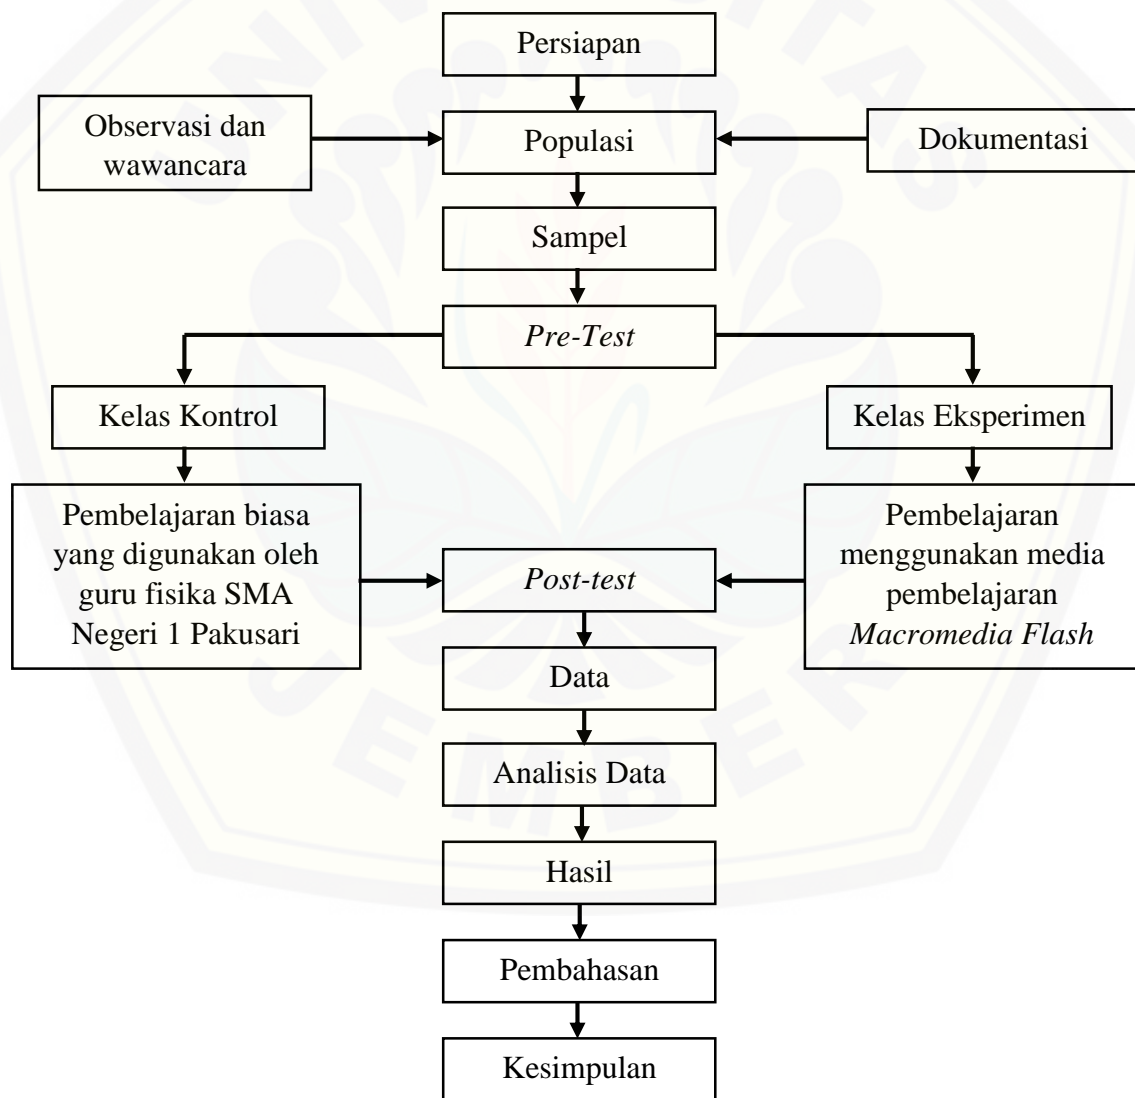 Persiapan
Observasi dan
wawancara
Populasi
Dokumentasi
Sampel
Pre-Test
Kelas Kontrol
Kelas Eksperimen
Pembelajaran biasa
yang digunakan oleh
guru fisika SMA
Negeri 1 Pakusari
Post-test
Pembelajaran
menggunakan media
pembelajaran
Macromedia Flash
Data
Analisis Data
Hasil
Pembahasan
Kesimpulan
UNIVERSITAS
JEMBER